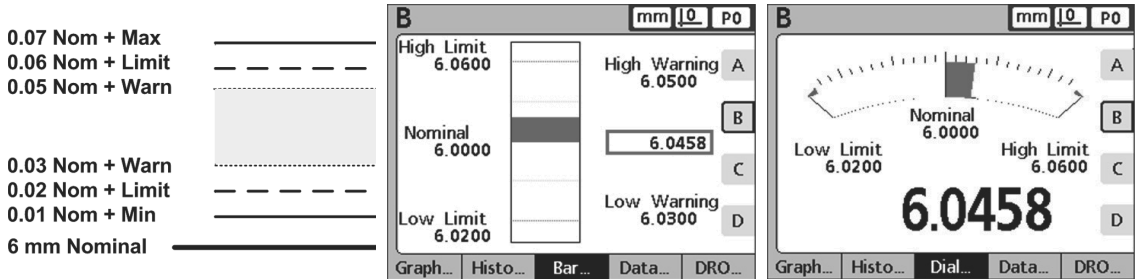 0.07 Nom + Max
0.06 Nom + Limit
0.05 Nom + Warn
0.03 Nom + Warn
0.02 Nom + Limit
0.01 Nom + Min
6 mm Nominal
B
mm 0 P0
High Limit
6.0600
High Warning
6.0500
Nominal
6.0000
6.0458
Low Limit
6.0200
Low Warning
6.0300
A
B
C
D
Graph... Histo... Bar... Data... DRO...
B
mm 0 P0
Nominal
6.0000
Low Limit
6.0200
High Limit
6.0600
6.0458
A
B
C
D
Graph... Histo... Dial... Data... DRO...